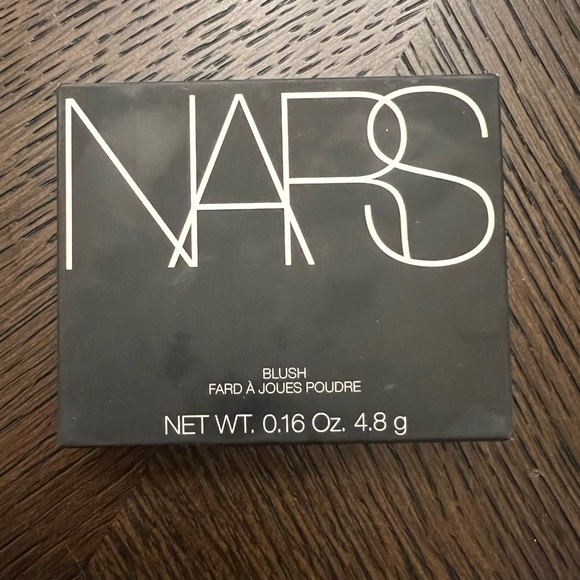 NARS
BLUSH
FARD À JOUES POUDRE
NET WT. 0.16 Oz. 4.8 g